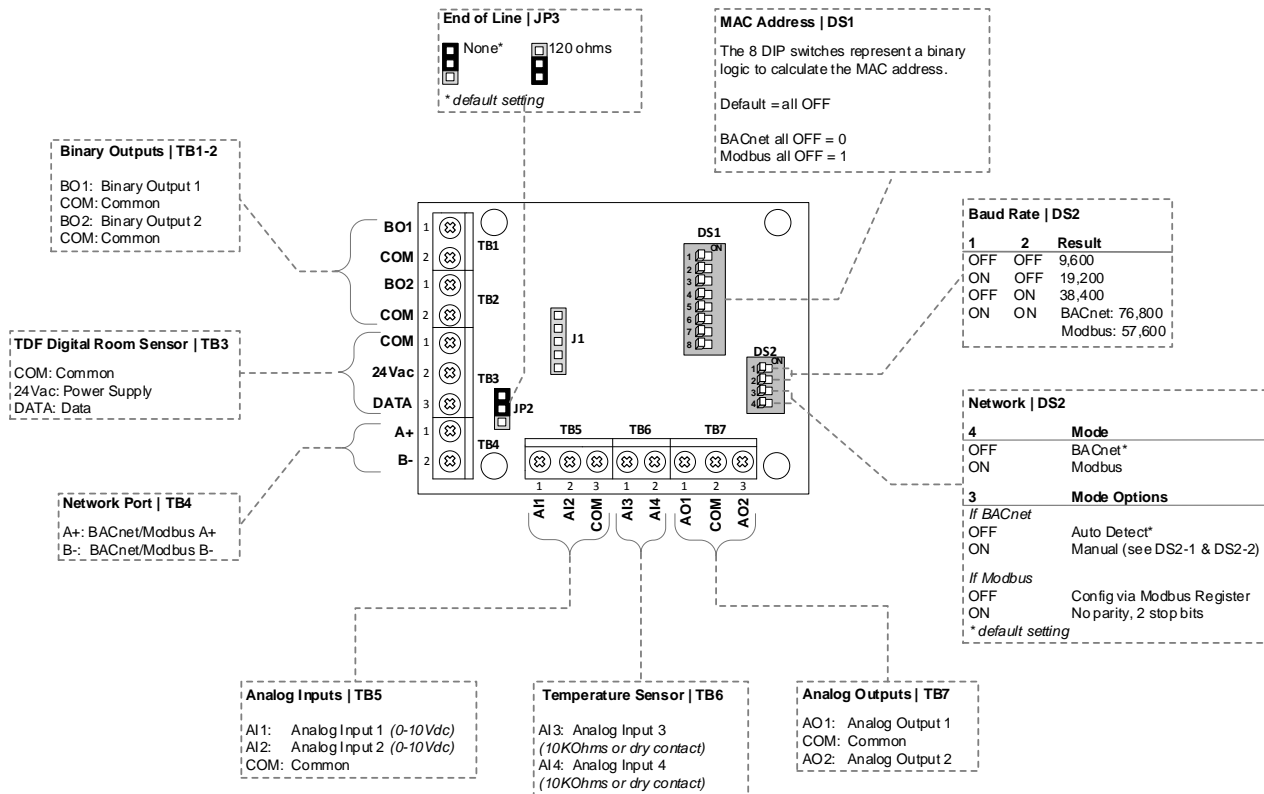 End of Line | JP3
None* 120 ohms
* default setting
MAC Address | DS1
The 8 DIP switches represent a binary
logic to calculate the MAC address.
Default = all OFF
BACnet all OFF = 0
Modbus all OFF = 1
Binary Outputs | TB1-2
BO1: Binary Output 1
COM: Common
BO2: Binary Output 2
COM: Common
TDF Digital Room Sensor | TB3
COM: Common
24Vac: Power Supply
DATA: Data
Network Port | TB4
A+: BACnet/Modbus A+
B-: BACnet/Modbus B-
BO1 1
COM 2
TB1
BO2 1
COM 2
TB2
COM 1
24Vac 2
DATA 3
TB3
A+ 1
B- 2
TB4
J1
JP2
DS1
ON
1
2
3
4
5
6
7
8
DS2
ON
1
2
3
4
TB5 TB6 TB7
1 2 3 1 2 1 2 3
AI1 AI2 COM AI3 AI4 AO1 COM AO2
Baud Rate | DS2
1 2 Result
OFF OFF 9,600
ON OFF 19,200
OFF ON 38,400
ON ON BACnet: 76,800
Modbus: 57,600
Network | DS2
4 Mode
OFF BACnet*
ON Modbus
3 Mode Options
If BACnet
OFF Auto Detect*
ON Manual (see DS2-1 & DS2-2)
If Modbus
OFF Config via Modbus Register
ON No parity, 2 stop bits
* default setting
Analog Inputs | TB5
AI1: Analog Input 1 (0-10Vdc)
AI2: Analog Input 2 (0-10Vdc)
COM: Common
Temperature Sensor | TB6
AI3: Analog Input 3
(10KOhms or dry contact)
AI4: Analog Input 4
(10KOhms or dry contact)
Analog Outputs | TB7
AO1: Analog Output 1
COM: Common
AO2: Analog Output 2